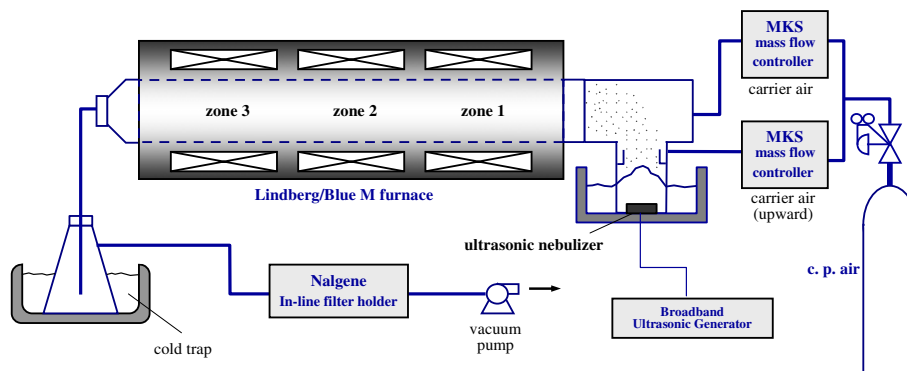 MKS
mass flow
controller
carrier air
zone 3
zone 2
zone 1
MKS
mass flow
controller
carrier air
(upward)
Lindberg/Blue M furnace
ultrasonic nebulizer
c. p. air
Nalgene
In-line filter holder
Broadband
Ultrasonic Generator
vacuum
pump
cold trap